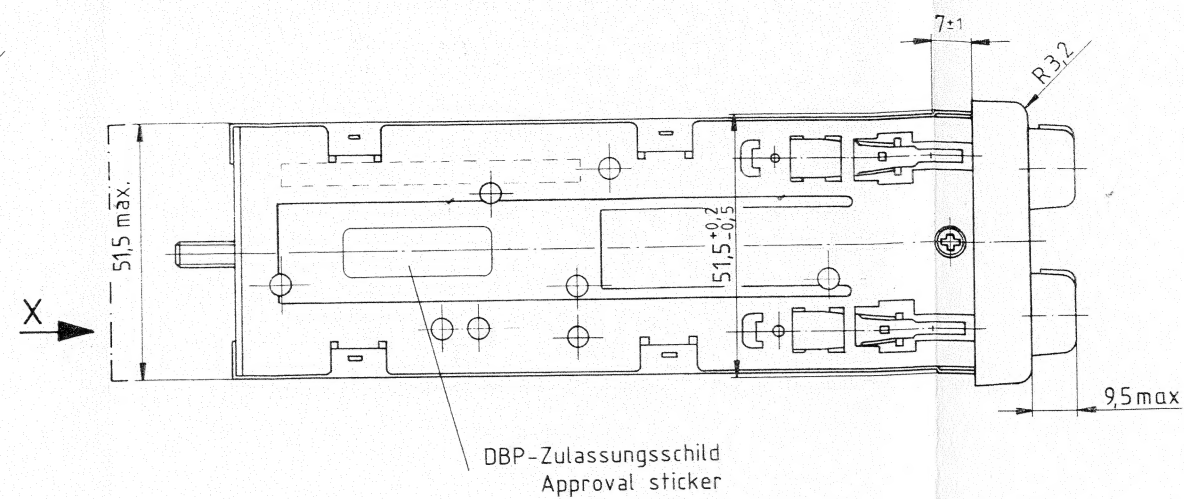 7±1
R3,2
51,5 max.
51,5 +0,2 -0,5
X
9,5max
DBP-Zulassungsschild
Approval sticker